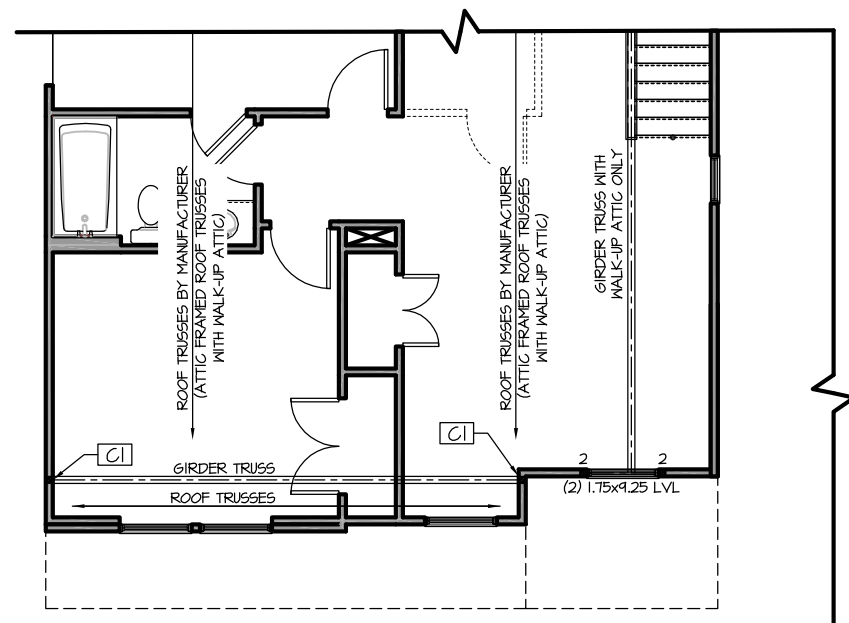 ROOF TRUSSES BY MANUFACTURER
(ATTIC FRAMED ROOF TRUSSES
WITH WALK-UP ATTIC)
ROOF TRUSSES BY MANUFACTURER
(ATTIC FRAMED ROOF TRUSSES
WITH WALK-UP ATTIC)
GIRDER TRUSS WITH
WALK-UP ATTIC ONLY
C1
C1
GIRDER TRUSS
ROOF TRUSSES
2 2
(2) 1.75x9.25 LVL